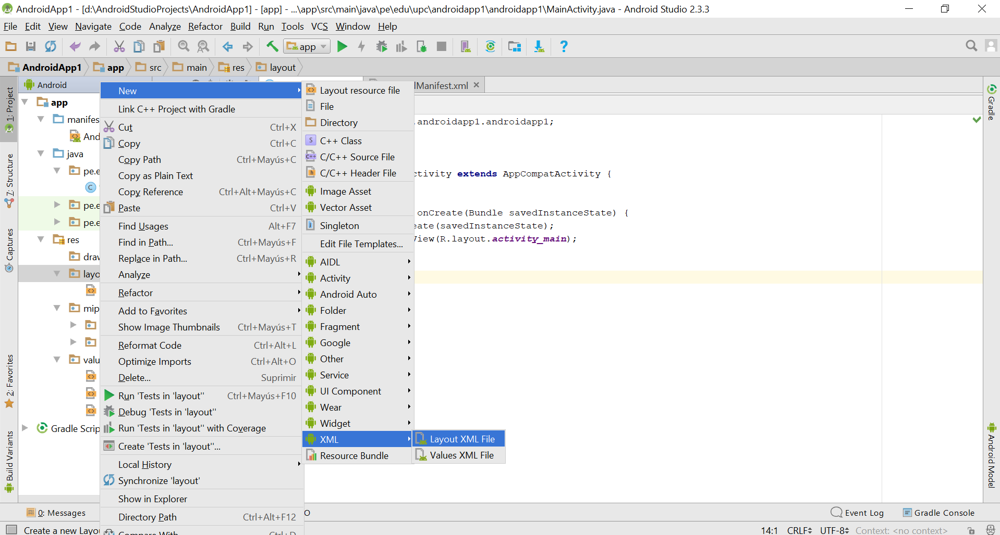 AndroidApp1 - [d:\AndroidStudioProjects\AndroidApp1] - [app] - ...\app\src\main\java\pe\edu\upc\androidapp1\androidapp1\MainActivity.java - Android Studio 2.3.3
File Edit View Navigate Code Analyze Refactor Build Run Tools VCS Window Help
app
AndroidApp1 app src main res layout
1: Project
7: Structure
Captures
2: Favorites
Build Variants
Android
app
manifes
And
java
pe.e
C
pe.e
pe.e
res
drav
layo
mip
valu
Gradle Scrip
New
Link C++ Project with Gradle
Cut Ctrl+X
Copy Ctrl+C
Copy Path Ctrl+Mayús+C
Copy as Plain Text
Copy Reference Ctrl+Alt+Mayús+C
Paste Ctrl+V
Find Usages Alt+F7
Find in Path... Ctrl+Mayús+F
Replace in Path... Ctrl+Mayús+R
Analyze
Refactor
Add to Favorites
Show Image Thumbnails Ctrl+Mayús+T
Reformat Code Ctrl+Alt+L
Optimize Imports Ctrl+Alt+O
Delete... Suprimir
Run 'Tests in 'layout'' Ctrl+Mayús+F10
Debug 'Tests in 'layout''
Run 'Tests in 'layout'' with Coverage
Create 'Tests in 'layout''...
Local History
Synchronize 'layout'
Show in Explorer
Directory Path Ctrl+Alt+F12
Compare With... Ctrl+D
Layout resource file
File
Directory
S C++ Class
C++ C/C++ Source File
h C/C++ Header File
Image Asset
Vector Asset
Singleton
Edit File Templates...
AIDL
Activity
Android Auto
Folder
Fragment
Google
Other
Service
UI Component
Wear
Widget
XML
Resource Bundle
Layout XML File
Values XML File
lManifest.xml
.androidapp1.androidapp1;
ctivity extends AppCompatActivity {
onCreate(Bundle savedInstanceState) {
eate(savedInstanceState);
View(R.layout.activity_main);
Gradle
Android Model
0: Messages
O
Event Log
Gradle Console
Create a new Layou
14:1 CRLF UTF-8 Context: <no context>